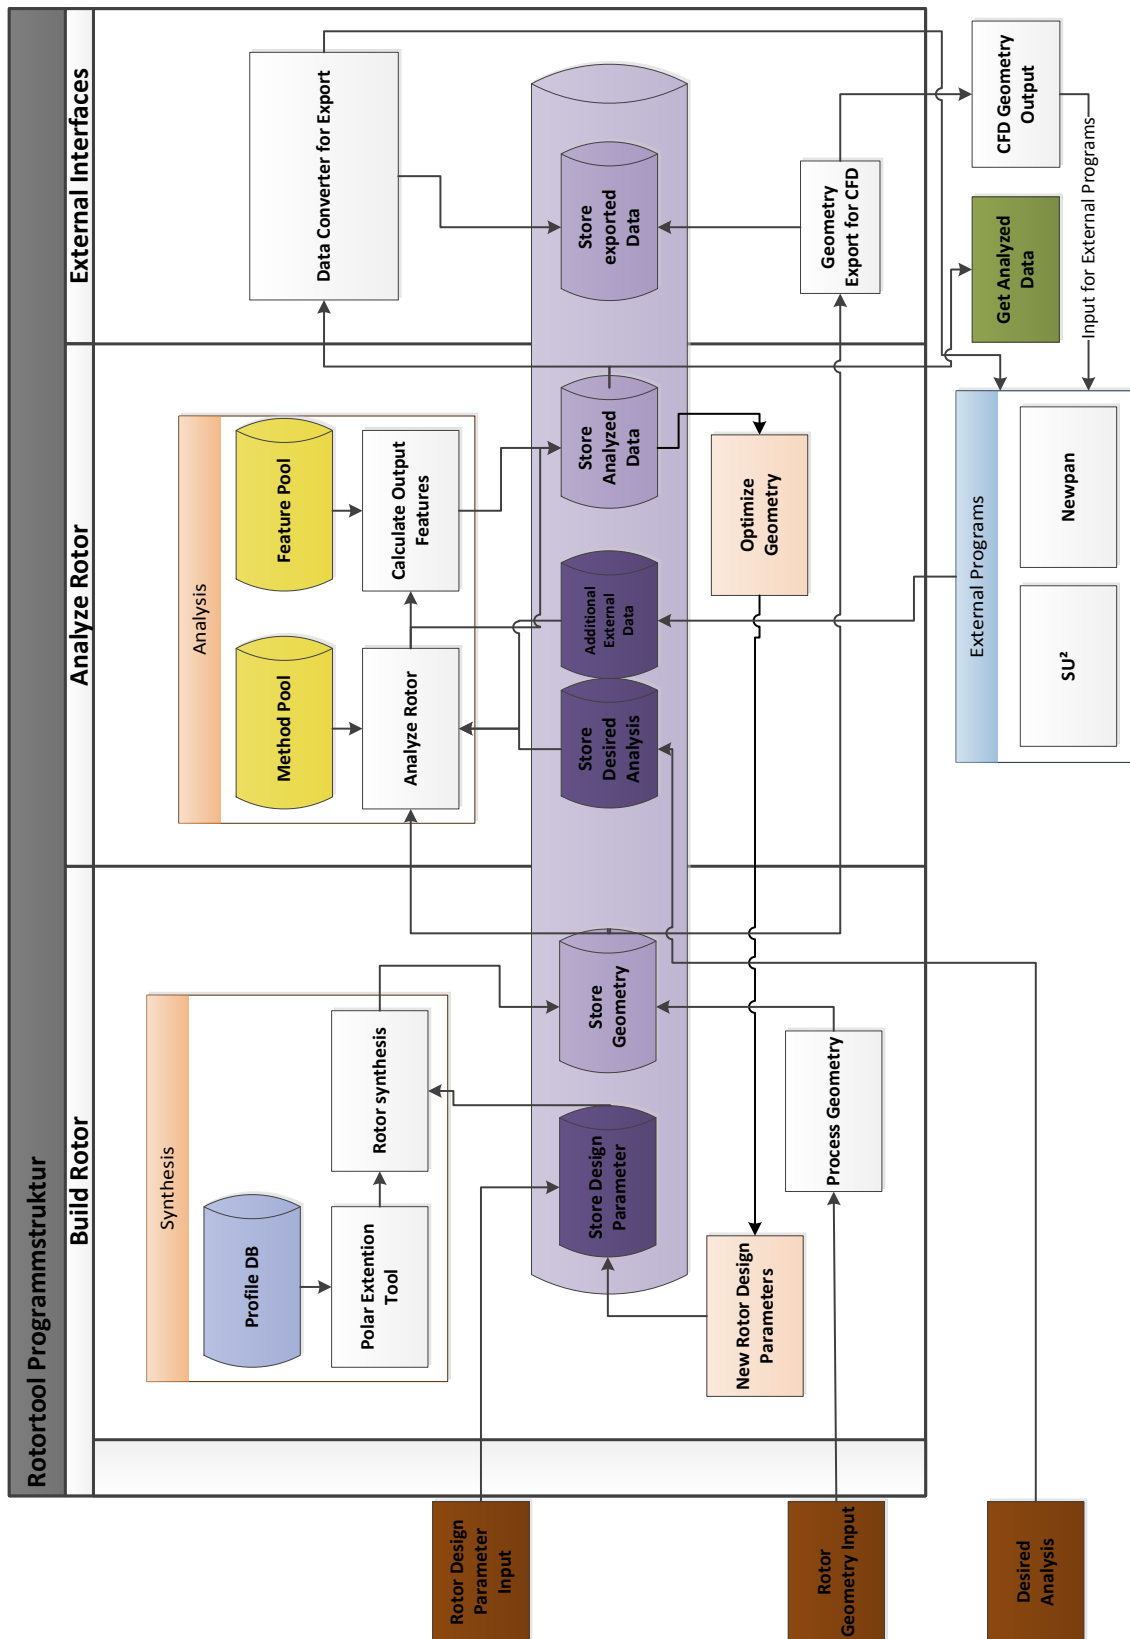 Rotortool Programmstruktur
Build Rotor
Analyze Rotor
External Interfaces
Synthesis
Profile DB
Polar Extention
Tool
Rotor synthesis
Analysis
Method Pool
Feature Pool
Analyze Rotor
Calculate Output
Features
Data Converter for Export
Rotor Design
Parameter
Input
Store Design
Parameter
Store
Geometry
Store
Desired
Analysis
Additional
External
Data
Store
Analyzed
Data
Store
exported
Data
New Rotor Design
Parameters
Optimize
Geometry
Rotor
Geometry Input
Process Geometry
Geometry
Export for CFD
Desired
Analysis
External Programs
SU²
Newpan
Get Analyzed
Data
CFD Geometry
Output
Input for External Programs